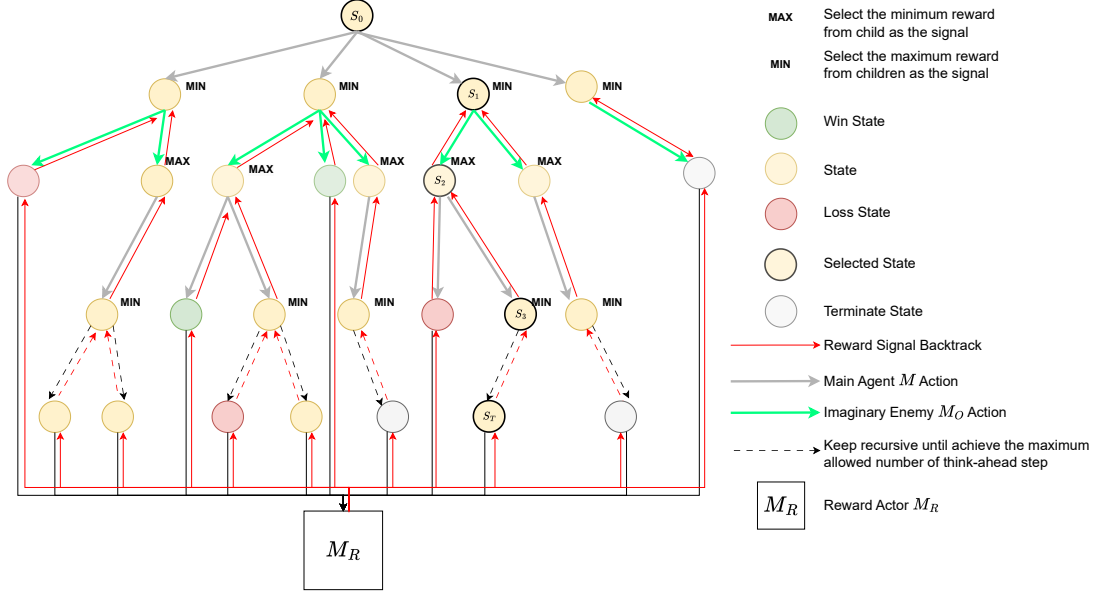 S0
MAX Select the minimum reward
from child as the signal
MIN Select the maximum reward
from children as the signal
MIN
MIN
S1 MIN
Win State
MAX
MAX
MAX
S2 MAX
MAX
State
Loss State
Selected State
MIN
MIN
S3 MIN
MIN
Terminate State
Reward Signal Backtrack
Main Agent M Action
ST
Imaginary Enemy MO Action
Keep recursive until achieve the maximum
allowed number of think-ahead step
MR
MR Reward Actor MR